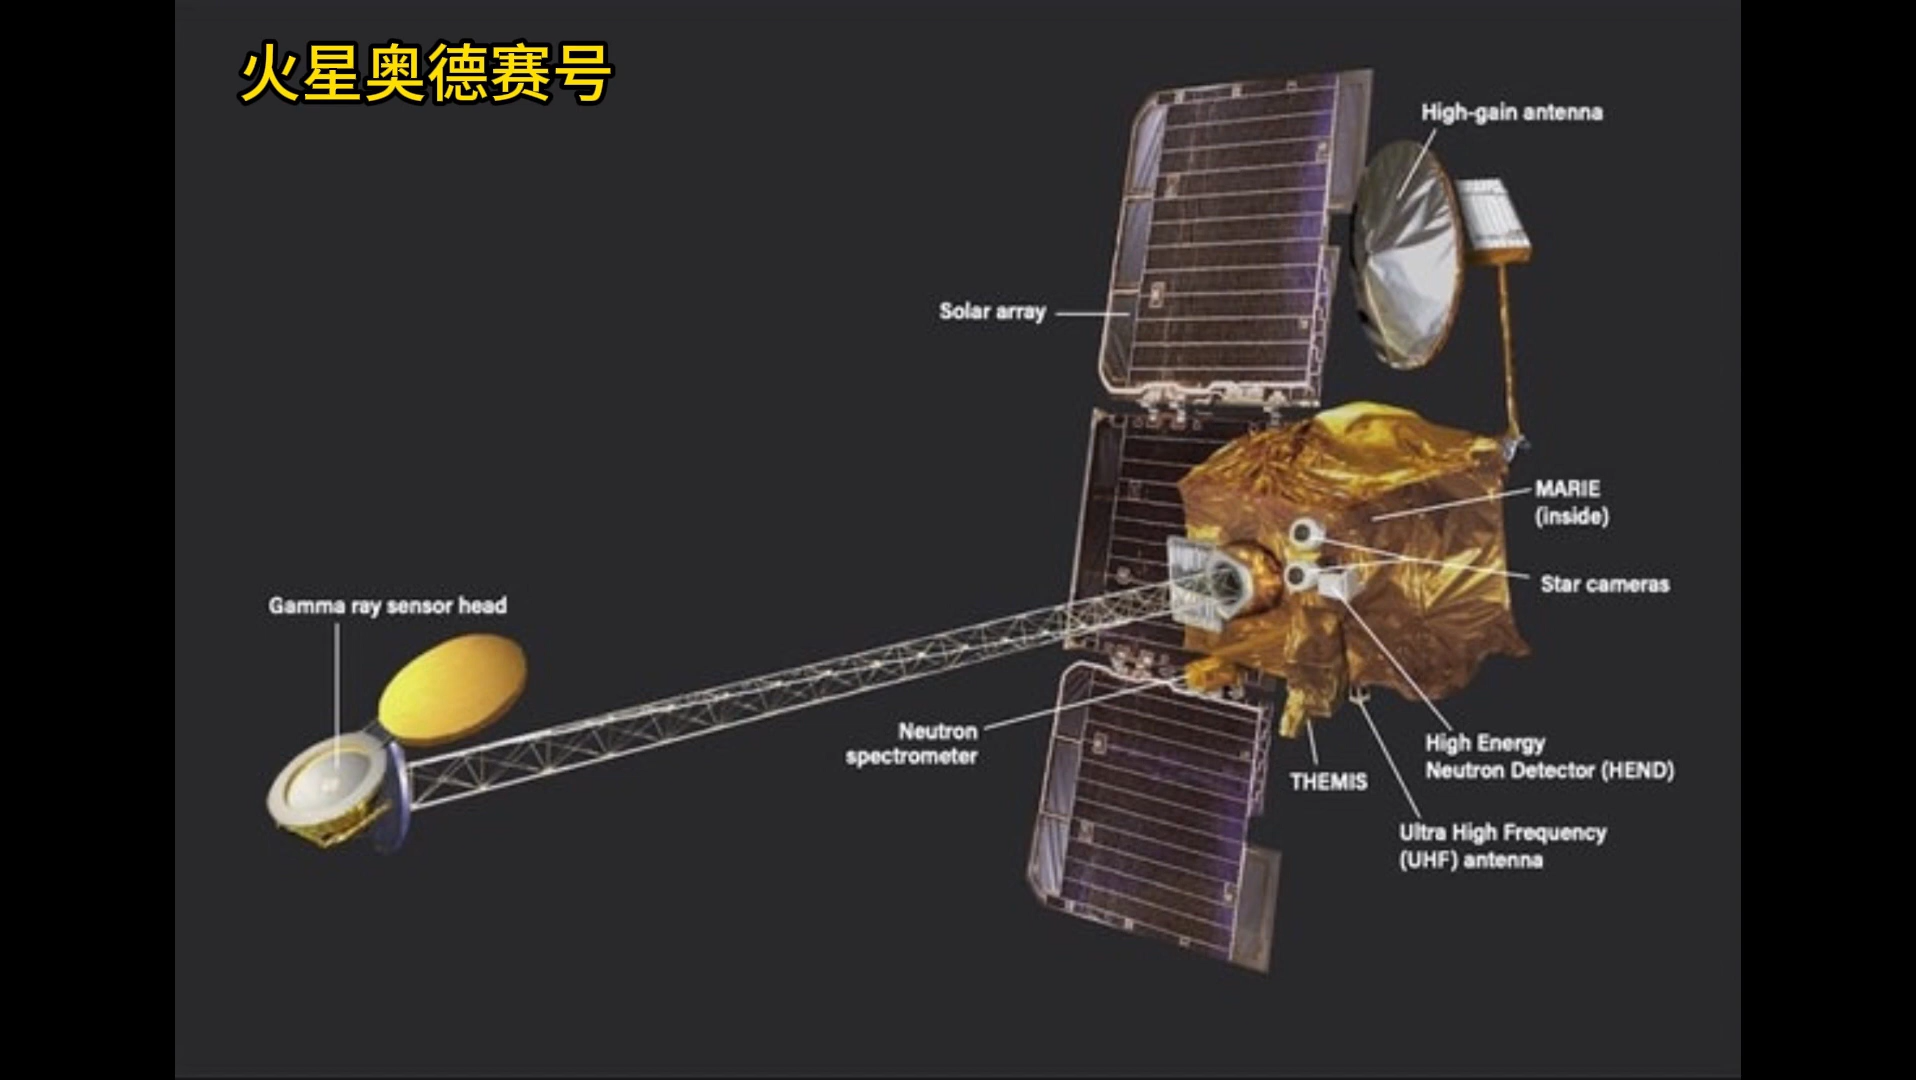 火星奥德赛号
High-gain antenna
Solar array
MARIE
(inside)
Star cameras
Gamma ray sensor head
Neutron
spectrometer
High Energy
Neutron Detector (HEND)
THEMIS
Ultra High Frequency
(UHF) antenna